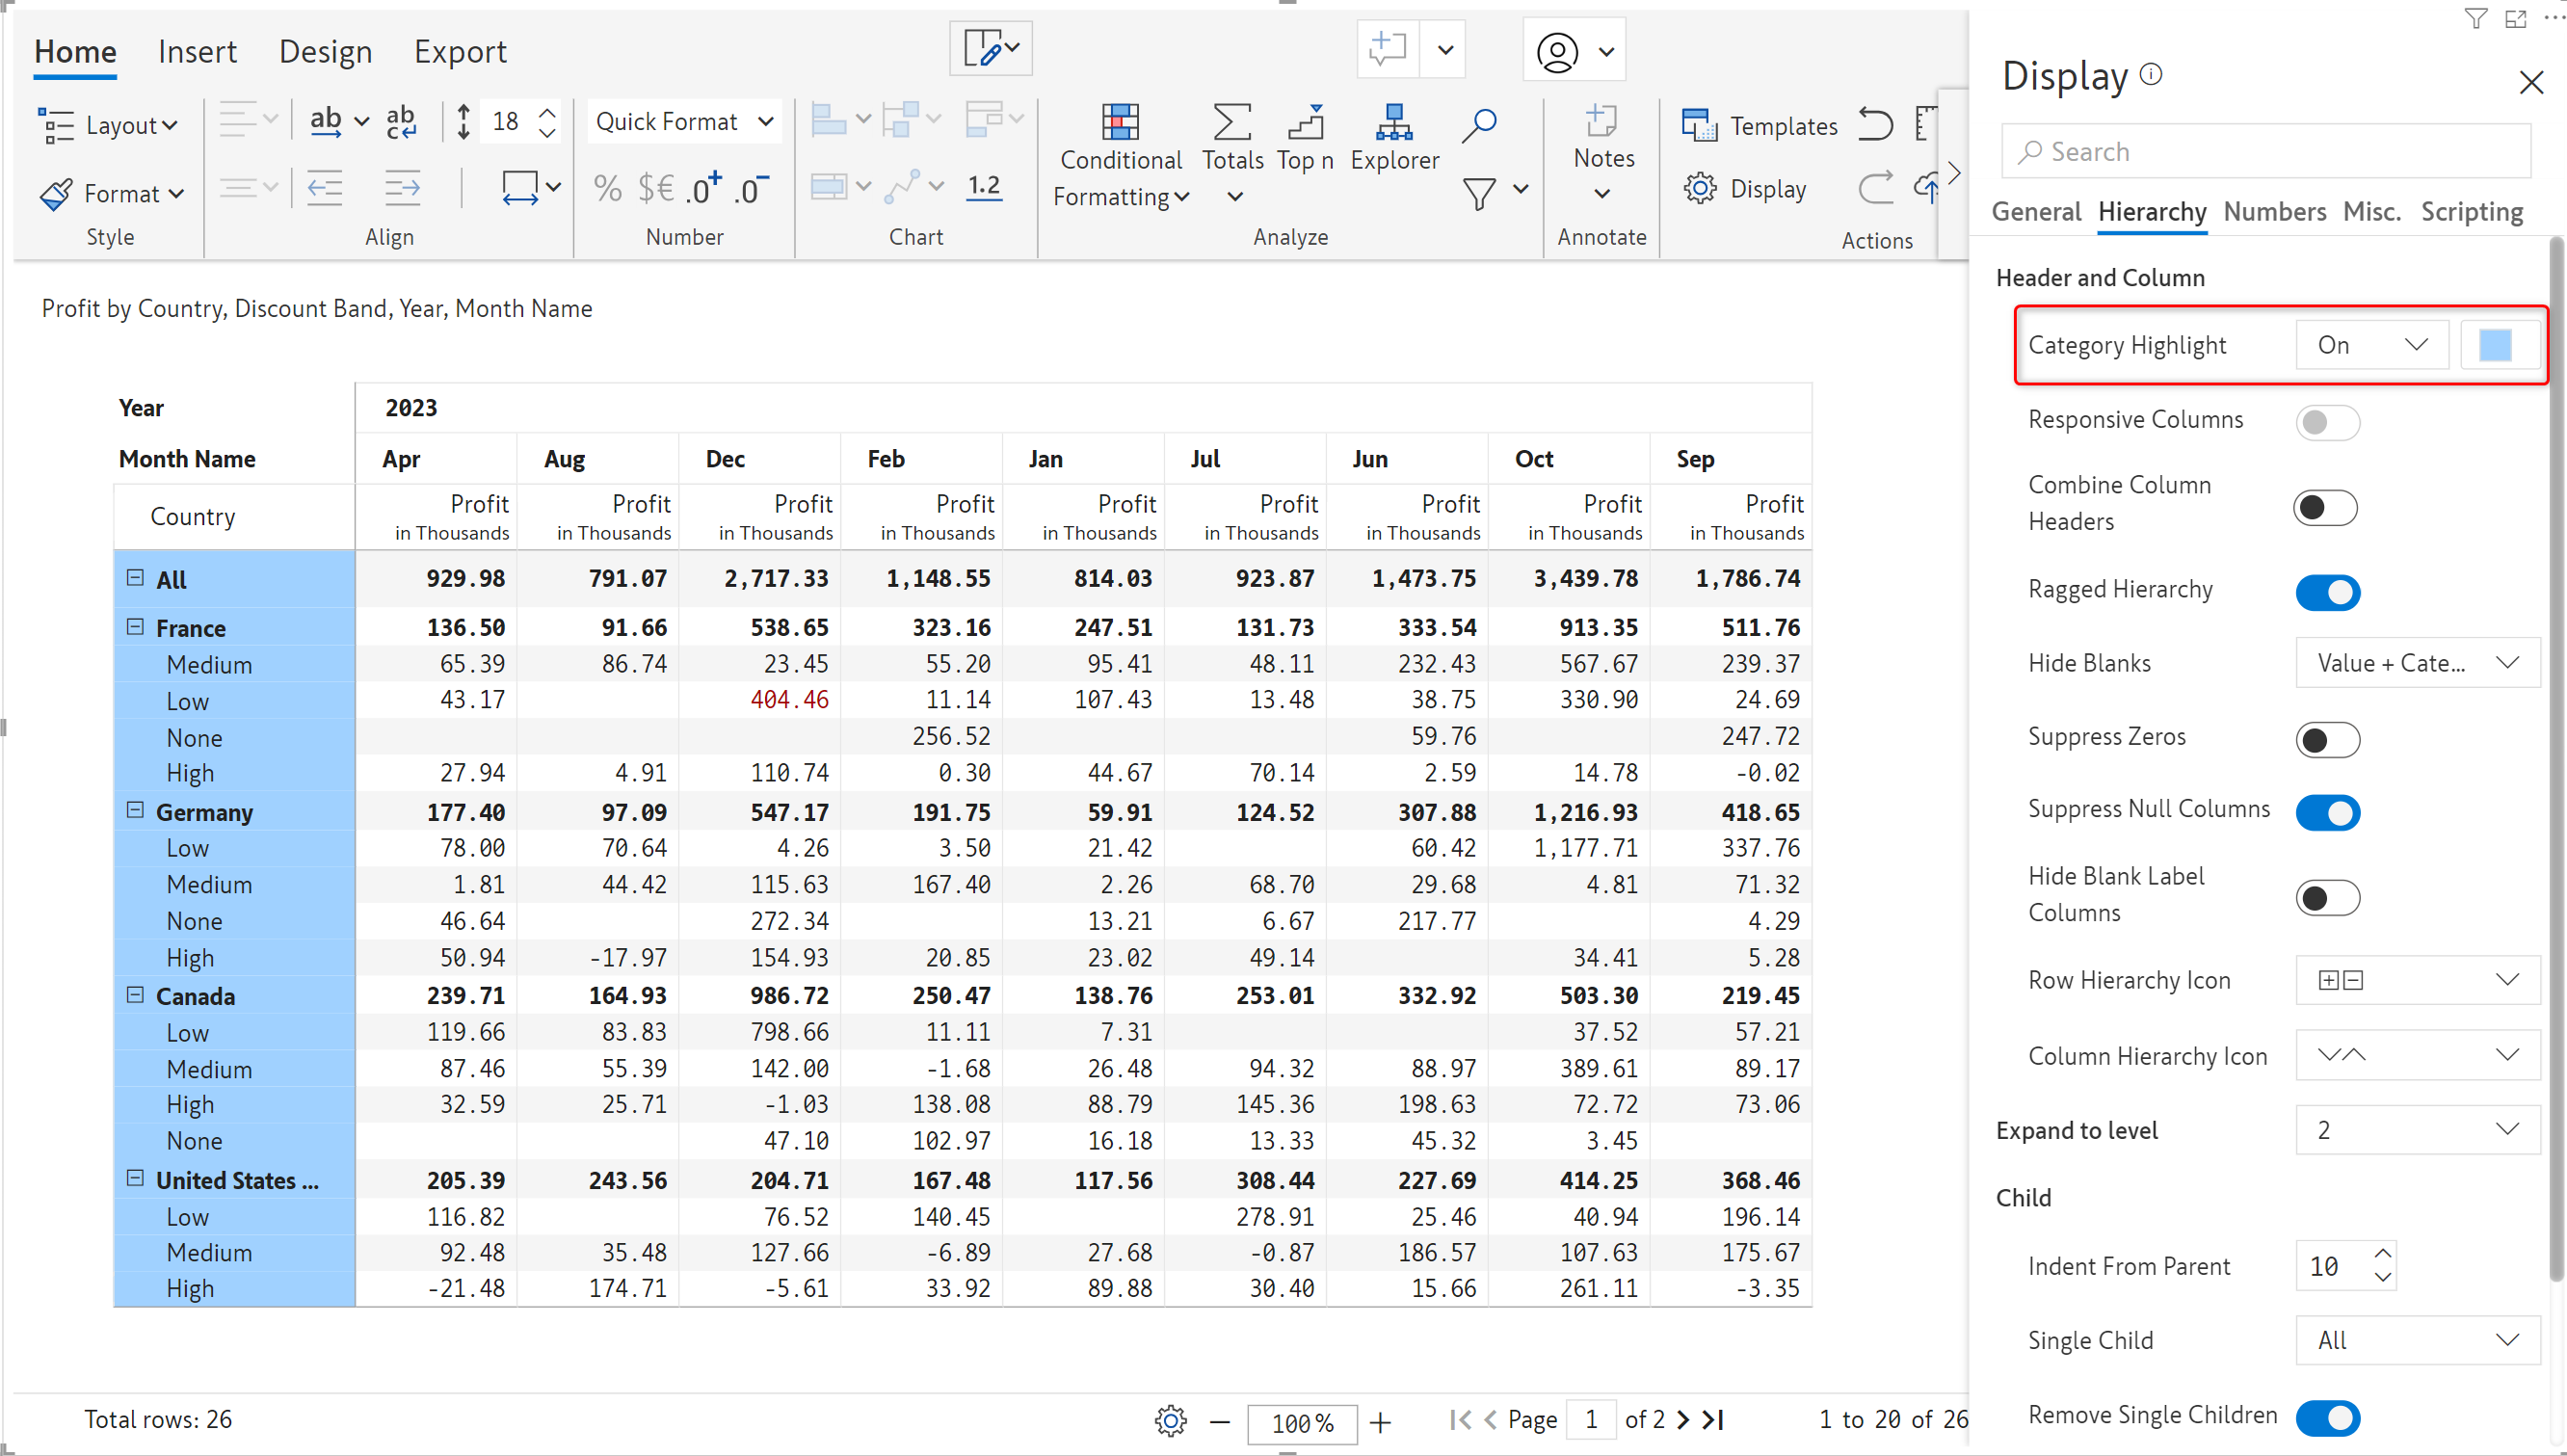 Home Insert Design Export
Layout
ab
ab
c
18
Quick Format
Conditional
Formatting
Totals
Top n
Explorer
Notes
Templates
Format
% $€ .0+ .0-
1.2
Display
Style
Align
Number
Chart
Analyze
Annotate
Actions
Profit by Country, Discount Band, Year, Month Name
Year 2023
Month Name Apr Aug Dec Feb Jan Jul Jun Oct Sep
Country
Profit Profit Profit Profit Profit Profit Profit Profit Profit
in Thousands in Thousands in Thousands in Thousands in Thousands in Thousands in Thousands in Thousands in Thousands
All 929.98 791.07 2,717.33 1,148.55 814.03 923.87 1,473.75 3,439.78 1,786.74
France 136.50 91.66 538.65 323.16 247.51 131.73 333.54 913.35 511.76
Medium 65.39 86.74 23.45 55.20 95.41 48.11 232.43 567.67 239.37
Low 43.17 404.46 11.14 107.43 13.48 38.75 330.90 24.69
None 256.52 59.76 247.72
High 27.94 4.91 110.74 0.30 44.67 70.14 2.59 14.78 -0.02
Germany 177.40 97.09 547.17 191.75 59.91 124.52 307.88 1,216.93 418.65
Low 78.00 70.64 4.26 3.50 21.42 60.42 1,177.71 337.76
Medium 1.81 44.42 115.63 167.40 2.26 68.70 29.68 4.81 71.32
None 46.64 272.34 13.21 6.67 217.77 4.29
High 50.94 -17.97 154.93 20.85 23.02 49.14 34.41 5.28
Canada 239.71 164.93 986.72 250.47 138.76 253.01 332.92 503.30 219.45
Low 119.66 83.83 798.66 11.11 7.31 37.52 57.21
Medium 87.46 55.39 142.00 -1.68 26.48 94.32 88.97 389.61 89.17
High 32.59 25.71 -1.03 138.08 88.79 145.36 198.63 72.72 73.06
None 47.10 102.97 16.18 13.33 45.32 3.45
United States ... 205.39 243.56 204.71 167.48 117.56 308.44 227.69 414.25 368.46
Low 116.82 76.52 140.45 278.91 25.46 40.94 196.14
Medium 92.48 35.48 127.66 -6.89 27.68 -0.87 186.57 107.63 175.67
High -21.48 174.71 -5.61 33.92 89.88 30.40 15.66 261.11 -3.35
Total rows: 26
100%
Page 1 of 2
1 to 20 of 26
Display
Search
General Hierarchy Numbers Misc. Scripting
Header and Column
Category Highlight On
Responsive Columns
Combine Column
Headers
Ragged Hierarchy
Hide Blanks Value + Cate...
Suppress Zeros
Suppress Null Columns
Hide Blank Label
Columns
Row Hierarchy Icon
Column Hierarchy Icon
Expand to level 2
Child
Indent From Parent 10
Single Child All
Remove Single Children